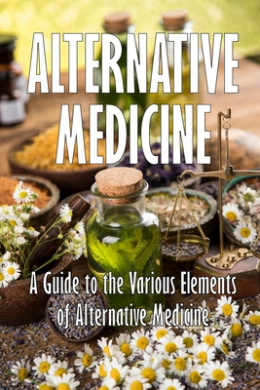 ALTERNATIVE
MEDICINE
A Guide to the Various Elements
of Alternative Medicine